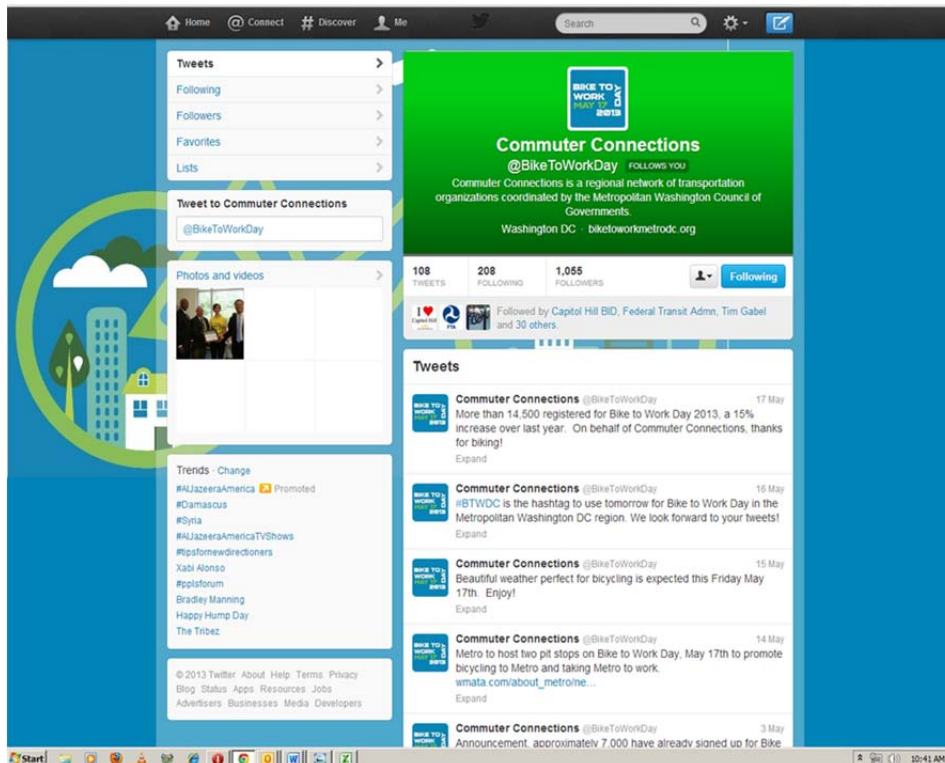 Home @ Connect # Discover Me Search
Tweets
Following
Followers
Favorites
Lists
Tweet to Commuter Connections
@BikeToWorkDay
Photos and videos
Trends · Change
#AlJazeeraAmerica Promoted
#Damascus
#Syria
#AlJazeeraAmericaTVShows
#tipsfornewdirectioners
Xabi Alonso
#pplsforum
Bradley Manning
Happy Hump Day
The Tribez
© 2013 Twitter About Help Terms Privacy
Blog Status Apps Resources Jobs
Advertisers Businesses Media Developers
BIKE TO
WORK
MAY 17
2013
DAY
Commuter Connections
@BikeToWorkDay FOLLOWS YOU
Commuter Connections is a regional network of transportation
organizations coordinated by the Metropolitan Washington Council of
Governments.
Washington DC · biketoworkmetrodc.org
108 208 1,055
TWEETS FOLLOWING FOLLOWERS
Following
Followed by Capitol Hill BID, Federal Transit Admn, Tim Gabel
and 30 others.
Tweets
Commuter Connections @BikeToWorkDay 17 May
More than 14,500 registered for Bike to Work Day 2013, a 15%
increase over last year. On behalf of Commuter Connections, thanks
for biking!
Expand
Commuter Connections @BikeToWorkDay 16 May
#BTWDC is the hashtag to use tomorrow for Bike to Work Day in the
Metropolitan Washington DC region. We look forward to your tweets!
Expand
Commuter Connections @BikeToWorkDay 15 May
Beautiful weather perfect for bicycling is expected this Friday May
17th. Enjoy!
Expand
Commuter Connections @BikeToWorkDay 14 May
Metro to host two pit stops on Bike to Work Day, May 17th to promote
bicycling to Metro and taking Metro to work.
wmata.com/about_metro/ne...
Expand
Commuter Connections @BikeToWorkDay 3 May
Announcement, approximately 7,000 have already signed up for Bike
Start 10:41 AM